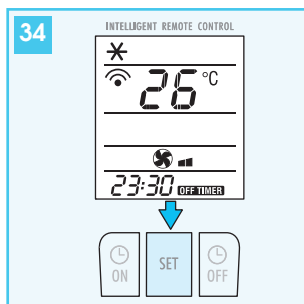 34
INTELLIGENT REMOTE CONTROL
26 °C
23:30 OFF TIMER
ON
SET
OFF